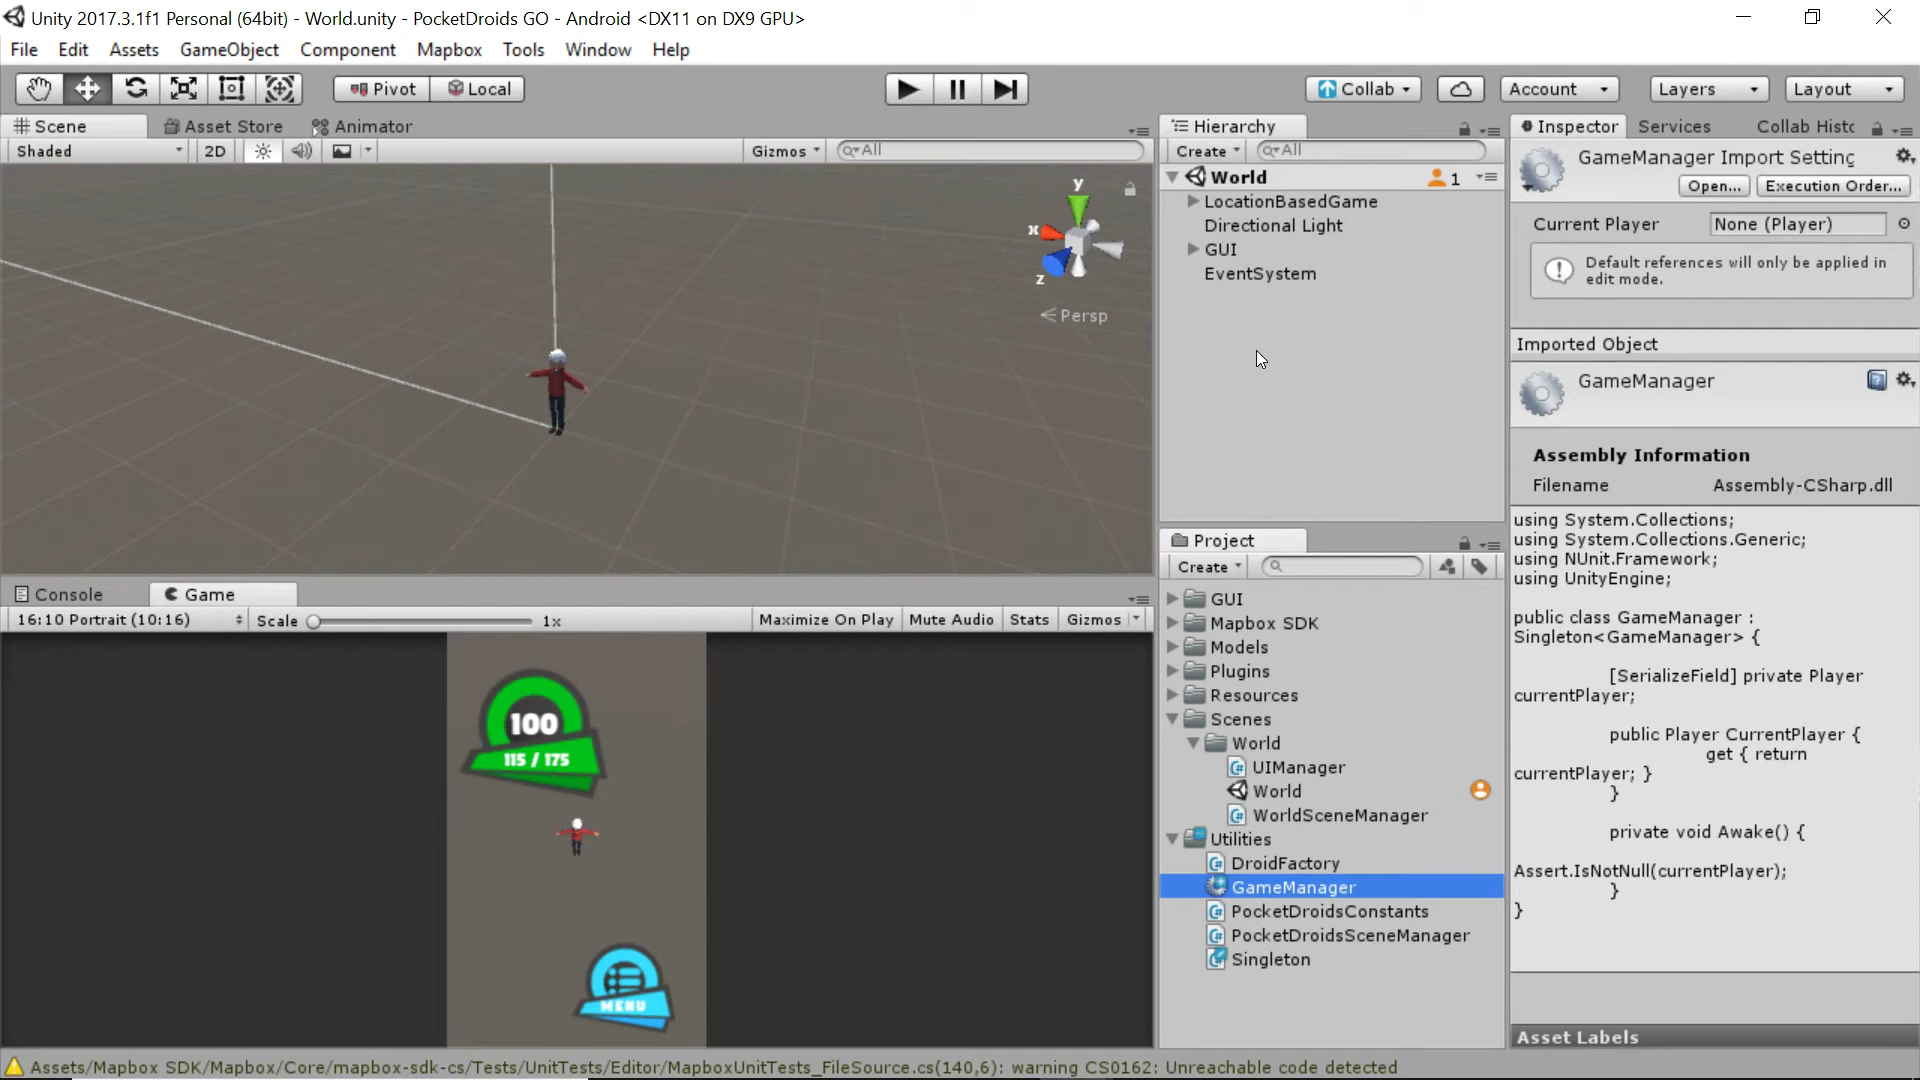 Unity 2017.3.1f1 Personal (64bit) - World.unity - PocketDroids GO - Android <DX11 on DX9 GPU>
File Edit Assets GameObject Component Mapbox Tools Window Help
Pivot Local Collab Account Layers Layout
Scene Asset Store Animator
Shaded 2D Gizmos All
y
x
z
Persp
Hierarchy
Create All
World 1
LocationBasedGame
Directional Light
GUI
EventSystem
Console Game
16:10 Portrait (10:16) Scale 1x Maximize On Play Mute Audio Stats Gizmos
100
115 / 175
MENU
Project
Create
GUI
Mapbox SDK
Models
Plugins
Resources
Scenes
World
UIManager
World
WorldSceneManager
Utilities
DroidFactory
GameManager
PocketDroidsConstants
PocketDroidsSceneManager
Singleton
Inspector Services Collab Histc
GameManager Import Setting
Open... Execution Order...
Current Player None (Player)
Default references will only be applied in
edit mode.
Imported Object
GameManager
Assembly Information
Filename Assembly-CSharp.dll
using System.Collections;
using System.Collections.Generic;
using NUnit.Framework;
using UnityEngine;
public class GameManager :
Singleton<GameManager> {
[SerializeField] private Player
currentPlayer;
public Player CurrentPlayer {
get { return
currentPlayer; }
}
private void Awake() {
Assert.IsNotNull(currentPlayer);
}
}
Asset Labels
Assets/Mapbox SDK/Mapbox/Core/mapbox-sdk-cs/Tests/UnitTests/Editor/MapboxUnitTests_FileSource.cs(140,6): warning CS0162: Unreachable code detected